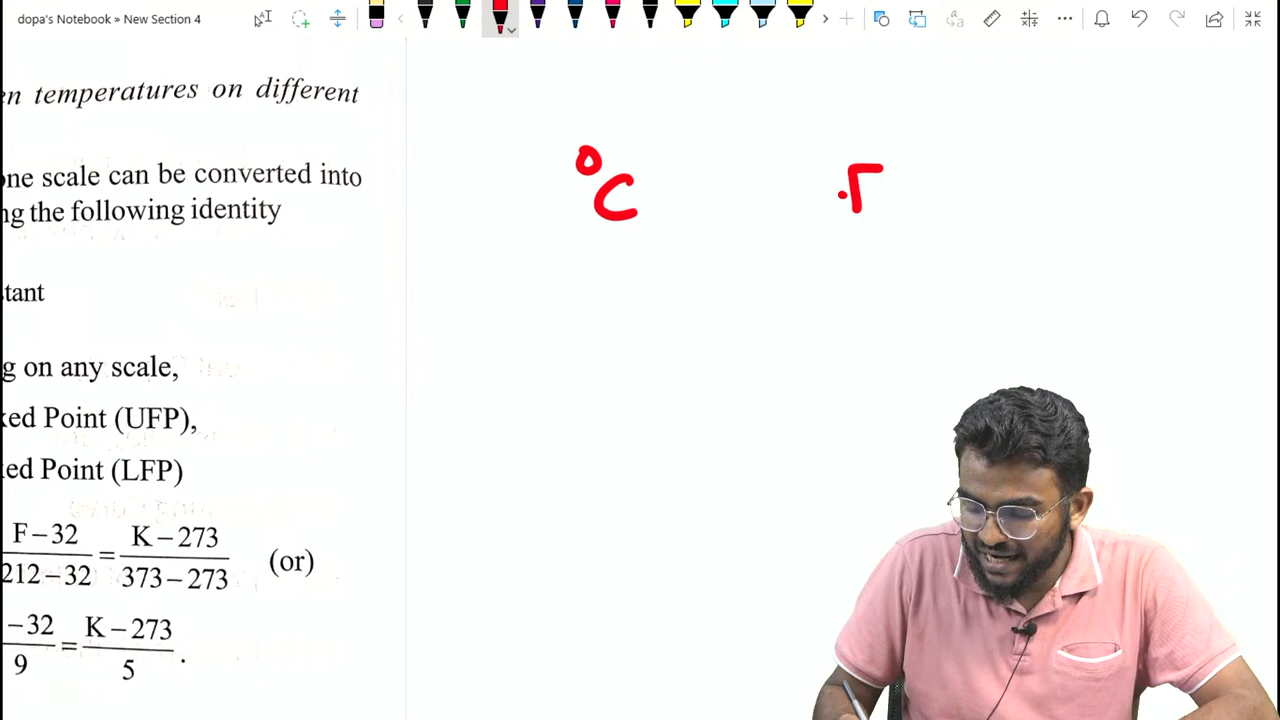 dopa's Notebook » New Section 4
en temperatures on different
one scale can be converted into
ng the following identity
stant
g on any scale,
xed Point (UFP),
ed Point (LFP)
F−32/212−32 = K−273/373−273 (or)
−32/9 = K−273/5 .
°C